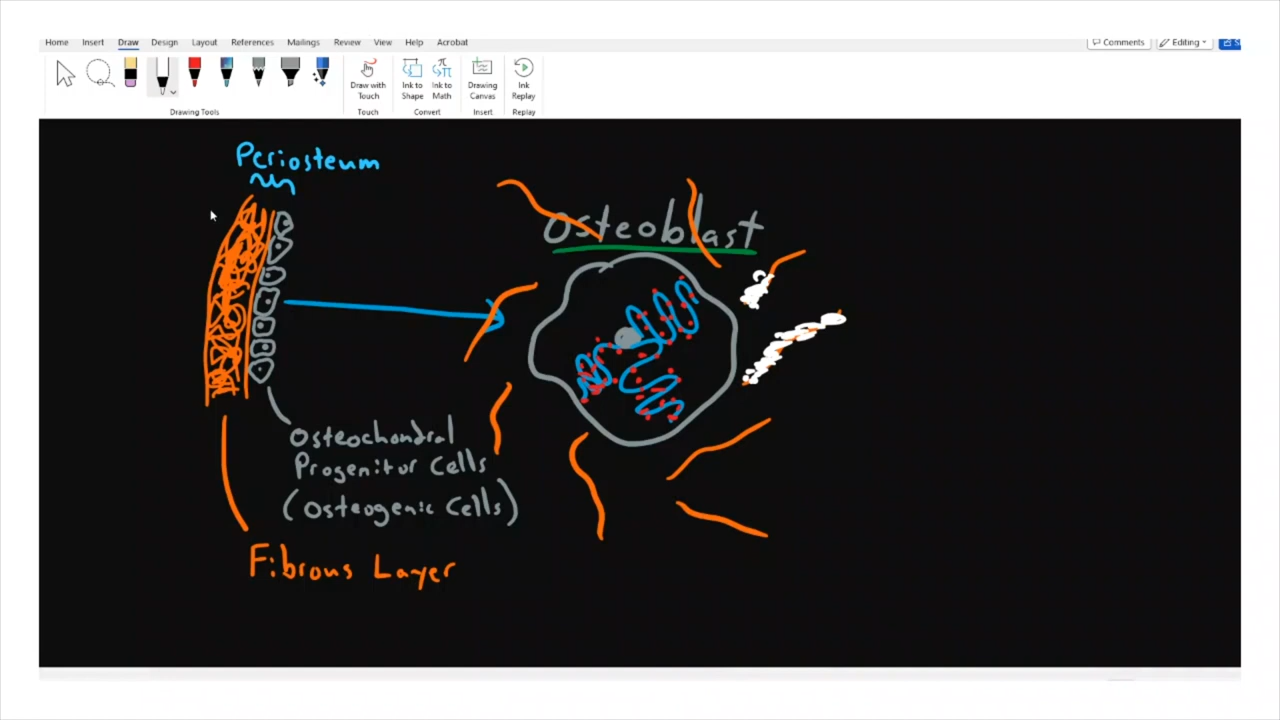 Home Insert Draw Design Layout References Mailings Review View Help Acrobat
Comments Editing
Draw with Touch
Ink to Shape
Ink to Math
Drawing Canvas
Ink Replay
Drawing Tools Touch Convert Insert Replay
Periosteum
Osteoblast
Osteochondral
Progenitor Cells
(Osteogenic Cells)
Fibrous Layer